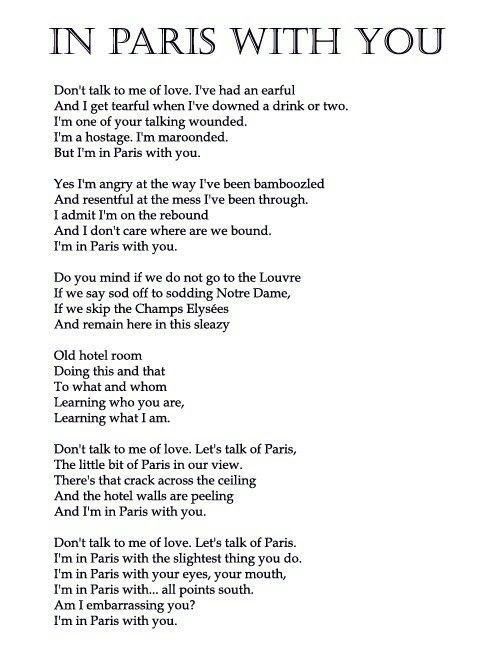 IN PARIS WITH YOU
Don't talk to me of love. I've had an earful
And I get tearful when I've downed a drink or two.
I'm one of your talking wounded.
I'm a hostage. I'm maroonded.
But I'm in Paris with you.
Yes I'm angry at the way I've been bamboozled
And resentful at the mess I've been through.
I admit I'm on the rebound
And I don't care where are we bound.
I'm in Paris with you.
Do you mind if we do not go to the Louvre
If we say sod off to sodding Notre Dame,
If we skip the Champs Elysées
And remain here in this sleazy
Old hotel room
Doing this and that
To what and whom
Learning who you are,
Learning what I am.
Don't talk to me of love. Let's talk of Paris,
The little bit of Paris in our view.
There's that crack across the ceiling
And the hotel walls are peeling
And I'm in Paris with you.
Don't talk to me of love. Let's talk of Paris.
I'm in Paris with the slightest thing you do.
I'm in Paris with your eyes, your mouth,
I'm in Paris with... all points south.
Am I embarrassing you?
I'm in Paris with you.